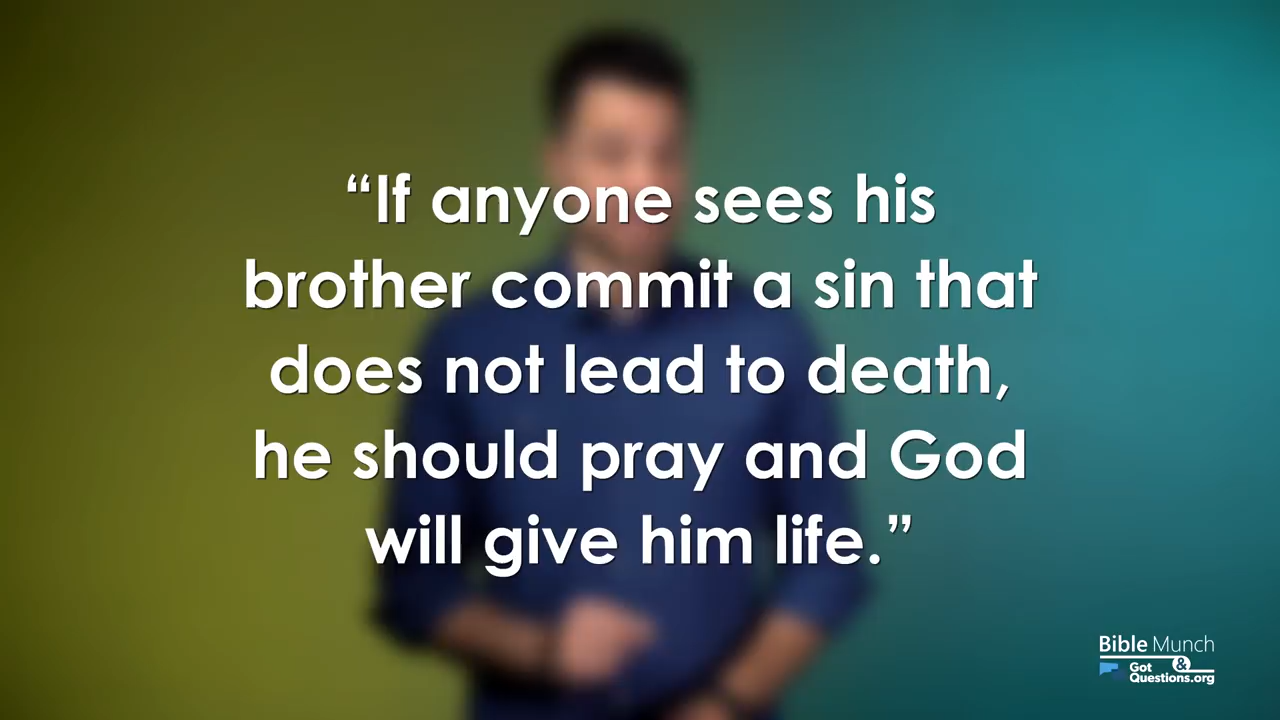 “If anyone sees his
brother commit a sin that
does not lead to death,
he should pray and God
will give him life.”
Bible Munch
&
Got
Questions.org